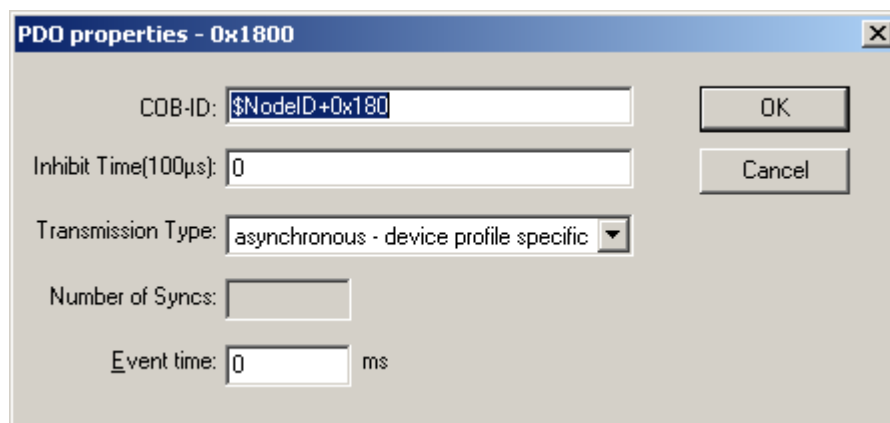 PDO properties - 0x1800
COB-ID: $NodeID+0x180
OK
Inhibit Time(100µs): 0
Cancel
Transmission Type: asynchronous - device profile specific
Number of Syncs:
Event time: 0 ms